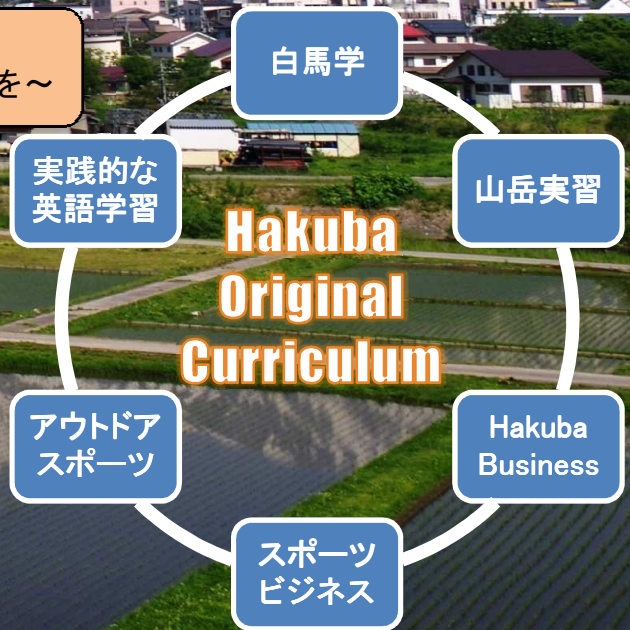 を～
白馬学
実践的な
英語学習
山岳実習
Hakuba
Original
Curriculum
アウトドア
スポーツ
Hakuba
Business
スポーツ
ビジネス